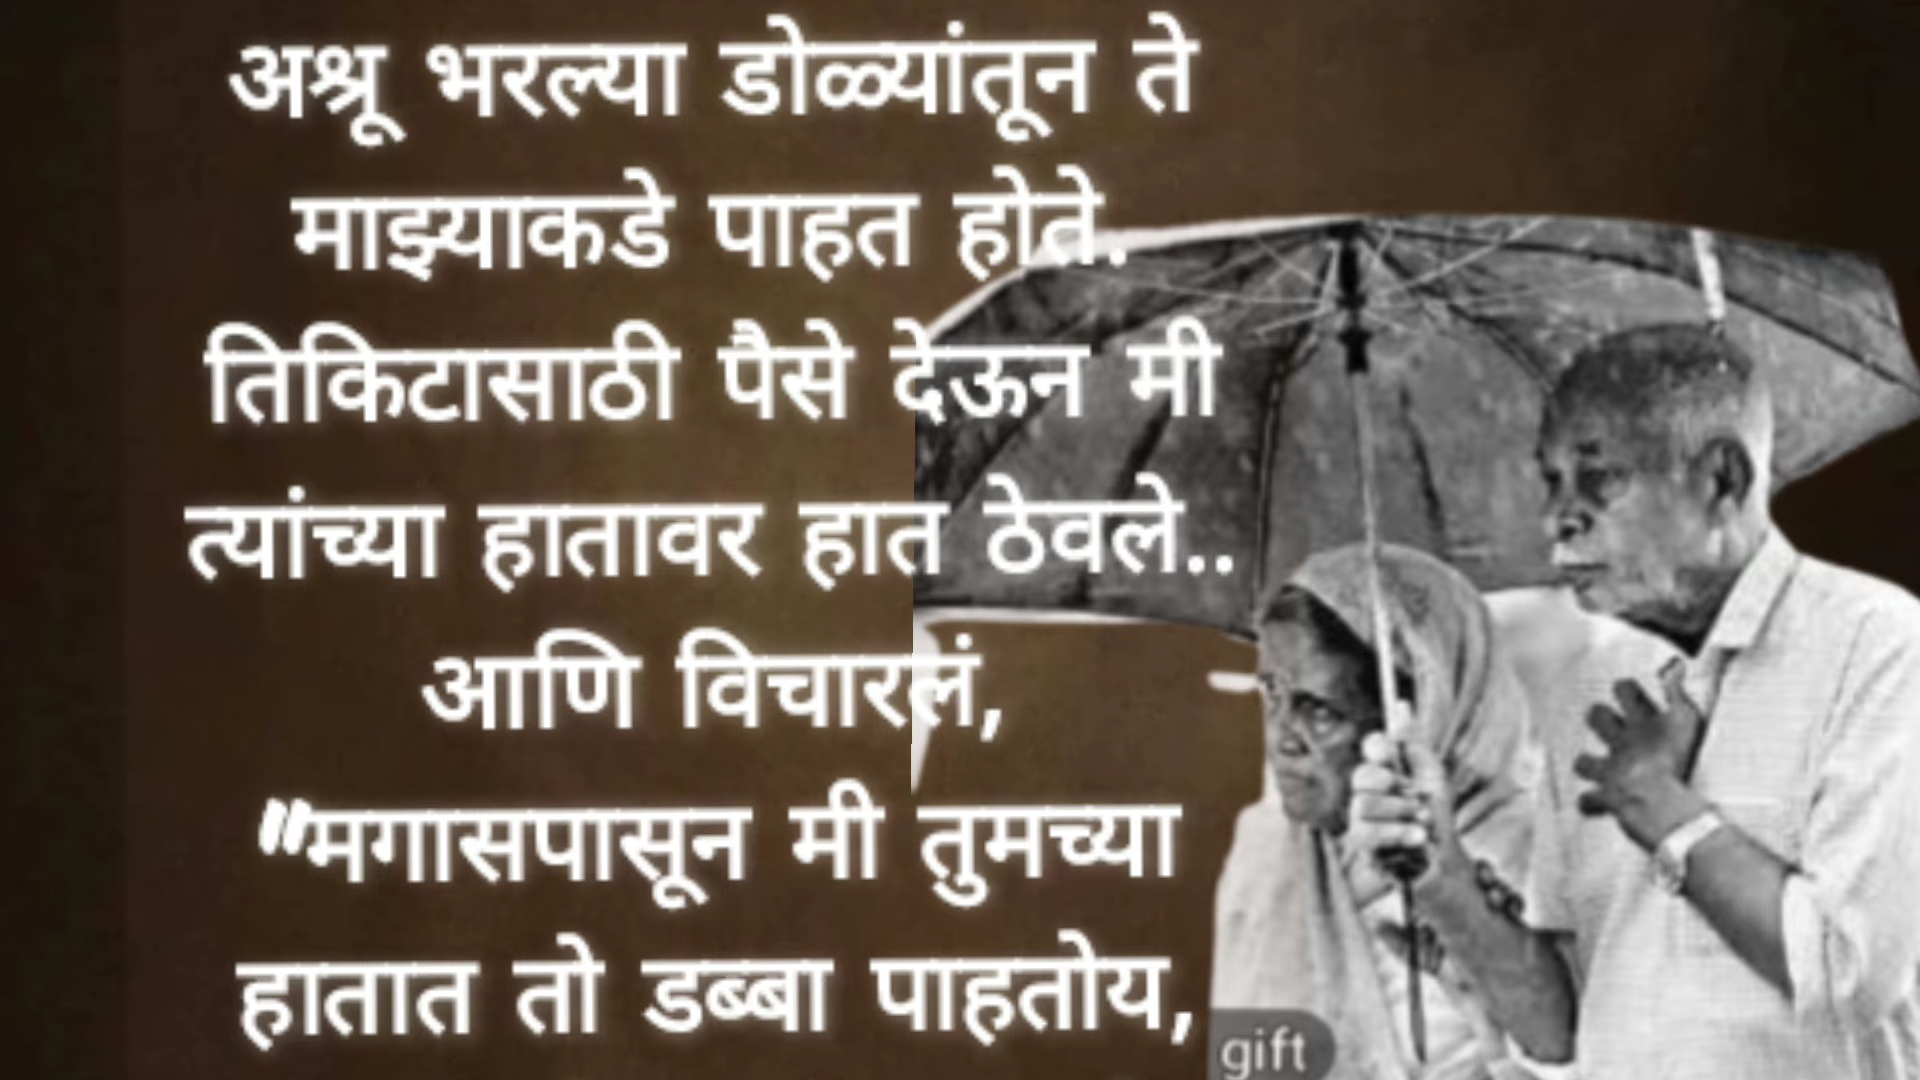 अश्रू भरल्या डोळ्यांतून ते
माझ्याकडे पाहत होते.
तिकिटासाठी पैसे देऊन मी
त्यांच्या हातावर हात ठेवले..
आणि विचारलं,
"मगासपासून मी तुमच्या
हातात तो डब्बा पाहतोय,
gift